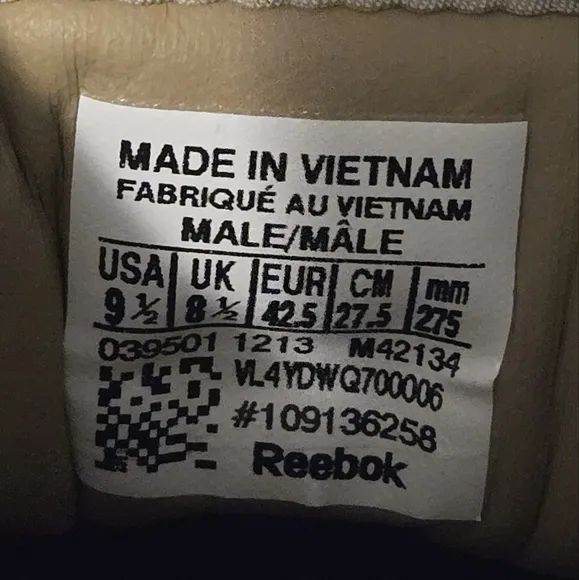 MADE IN VIETNAM
FABRIQUÉ AU VIETNAM
MALE/MÂLE
USA UK EUR CM mm
9 ½ 8 ½ 42.5 27.5 275
039501 1213 M42134
VL4YDWQ700006
#109136258
Reebok